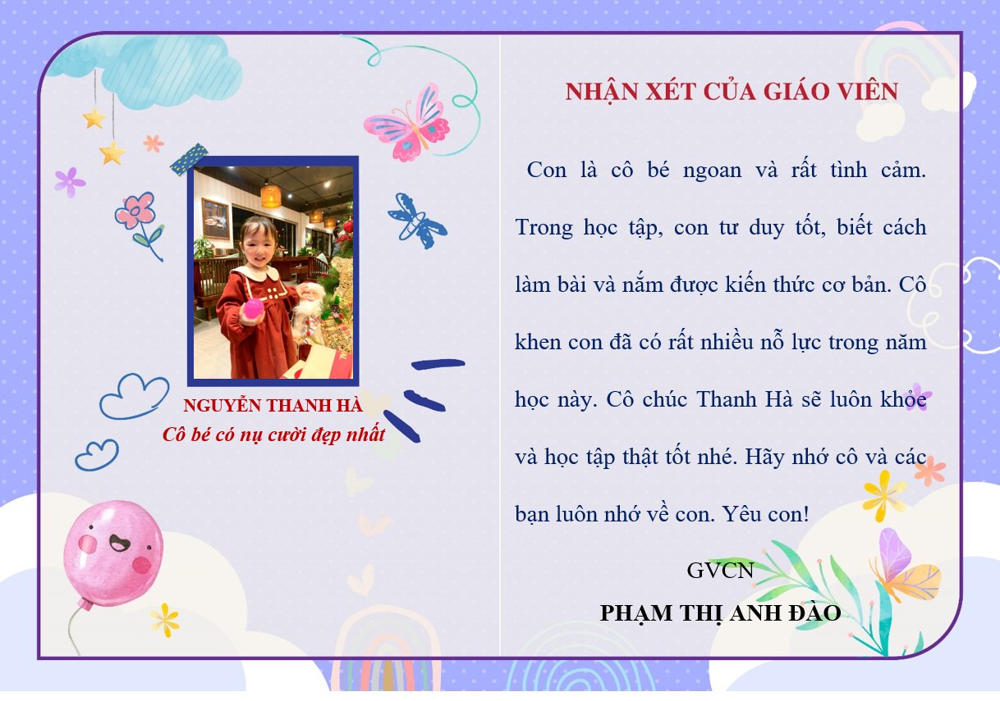 NHẬN XÉT CỦA GIÁO VIÊN
Con là cô bé ngoan và rất tình cảm.
Trong học tập, con tư duy tốt, biết cách
làm bài và nắm được kiến thức cơ bản. Cô
khen con đã có rất nhiều nỗ lực trong năm
học này. Cô chúc Thanh Hà sẽ luôn khỏe
và học tập thật tốt nhé. Hãy nhớ cô và các
bạn luôn nhớ về con. Yêu con!
GVCN
PHẠM THỊ ANH ĐÀO
NGUYỄN THANH HÀ
Cô bé có nụ cười đẹp nhất